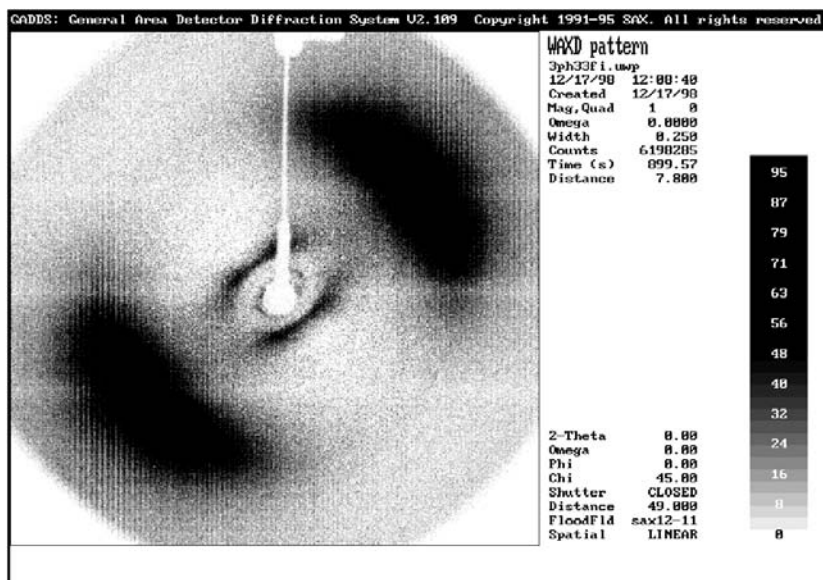 GADDS: General Area Detector Diffraction System V2.109 Copyright 1991-95 SAX. All rights reserved
WAXD pattern
3ph33fi.uwp
12/17/98 12:08:40
Created 12/17/98
Mag,Quad 1 0
Omega 0.0000
Width 0.250
Counts 6198285
Time (s) 899.57
Distance 7.800
95
87
79
71
63
56
48
40
32
24
16
8
0
2-Theta 0.00
Omega 0.00
Phi 0.00
Chi 45.00
Shutter CLOSED
Distance 49.000
FloodFld sax12-11
Spatial LINEAR